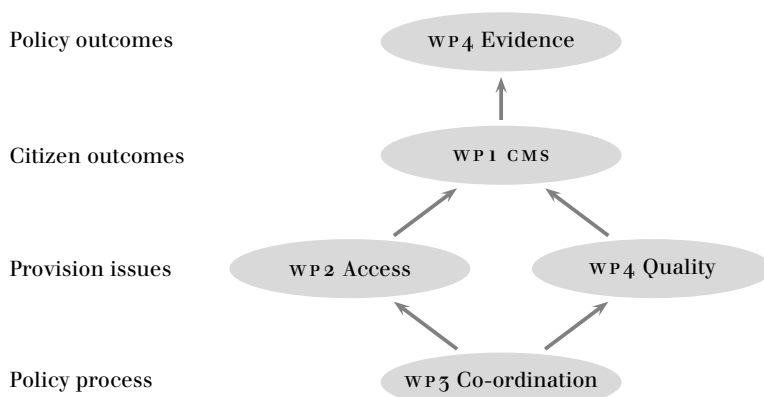 Policy outcomes
WP4 Evidence
Citizen outcomes
WP1 CMS
Provision issues
WP2 Access
WP4 Quality
Policy process
WP3 Co-ordination